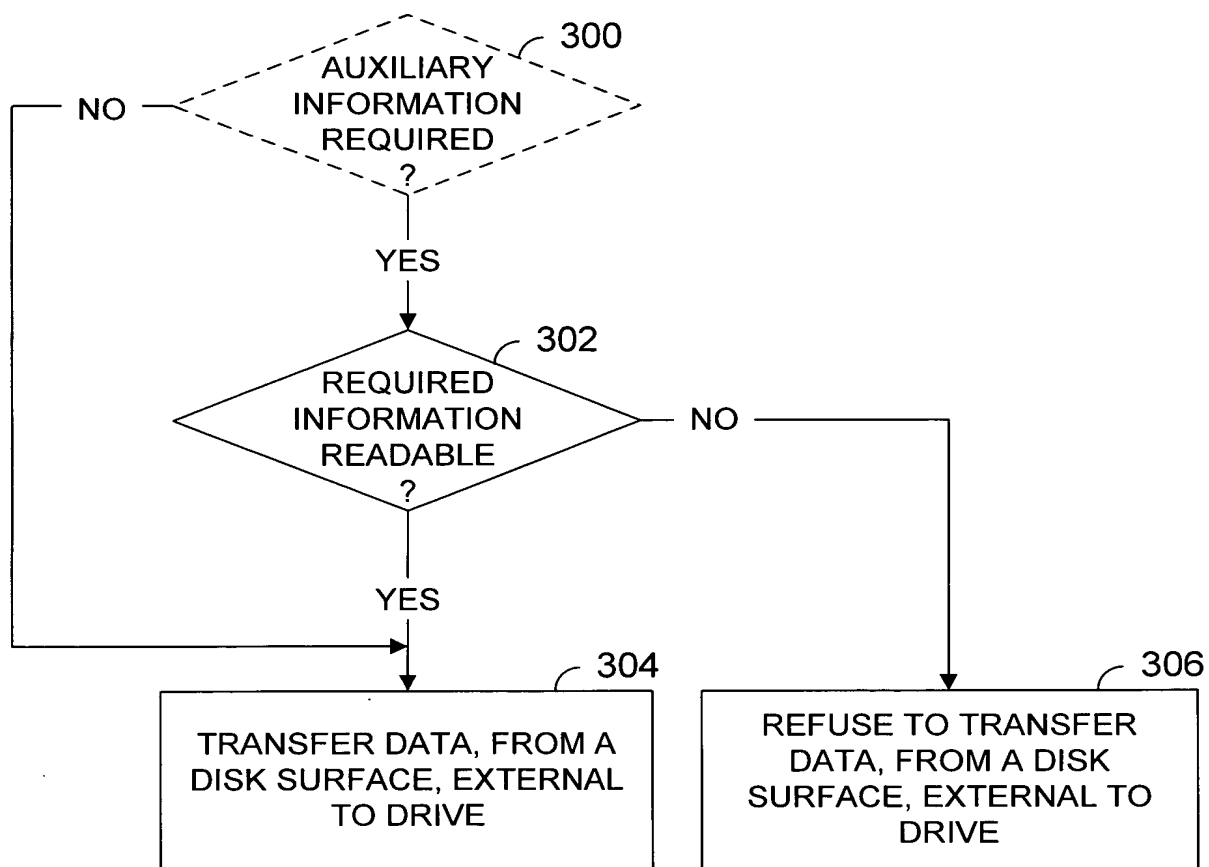 300
AUXILIARY
INFORMATION
REQUIRED
?
NO
YES
302
REQUIRED
INFORMATION
READABLE
?
NO
YES
304
TRANSFER DATA, FROM A
DISK SURFACE, EXTERNAL
TO DRIVE
306
REFUSE TO TRANSFER
DATA, FROM A DISK
SURFACE, EXTERNAL TO
DRIVE